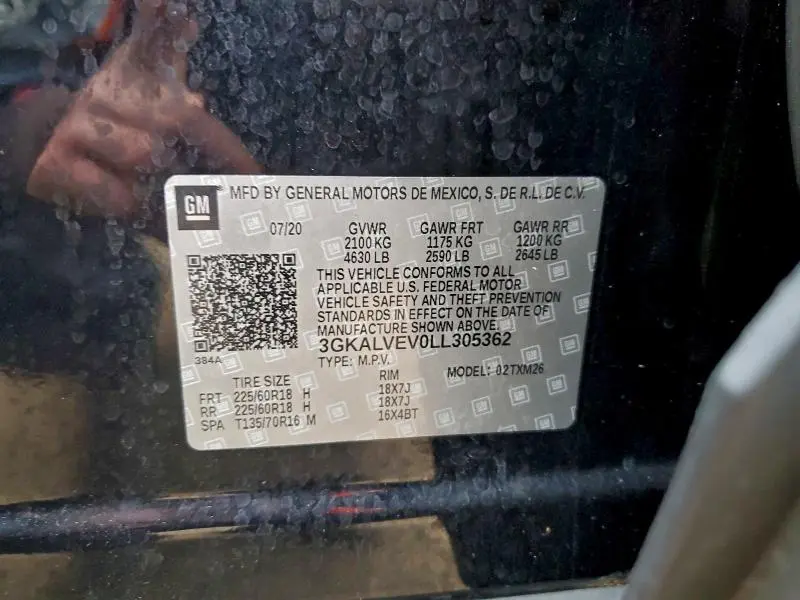 GM MFD BY GENERAL MOTORS DE MEXICO, S. DE R.L. DE C.V.
07/20 GVWR GAWR FRT GAWR RR
2100 KG 1175 KG 1200 KG
4630 LB 2590 LB 2645 LB
THIS VEHICLE CONFORMS TO ALL
APPLICABLE U.S. FEDERAL MOTOR
VEHICLE SAFETY AND THEFT PREVENTION
STANDARDS IN EFFECT ON THE DATE OF
MANUFACTURE SHOWN ABOVE.
3GKALVEV0LL305362
384A
TYPE: M.P.V. MODEL: 02TXM26
TIRE SIZE RIM
FRT 225/60R18 H 18X7J
RR 225/60R18 H 18X7J
SPA T135/70R16 M 16X4BT